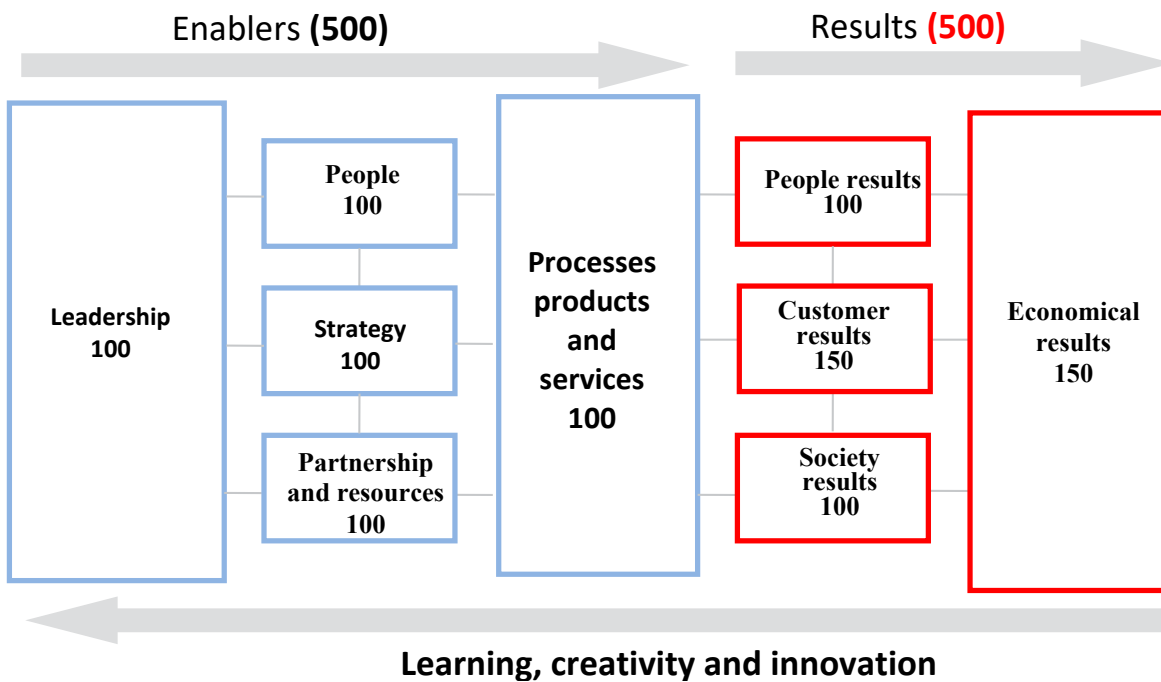 Enablers (500)
Results (500)
Leadership
100
People
100
Strategy
100
Partnership
and resources
100
Processes
products
and
services
100
People results
100
Customer
results
150
Society
results
100
Economical
results
150
Learning, creativity and innovation